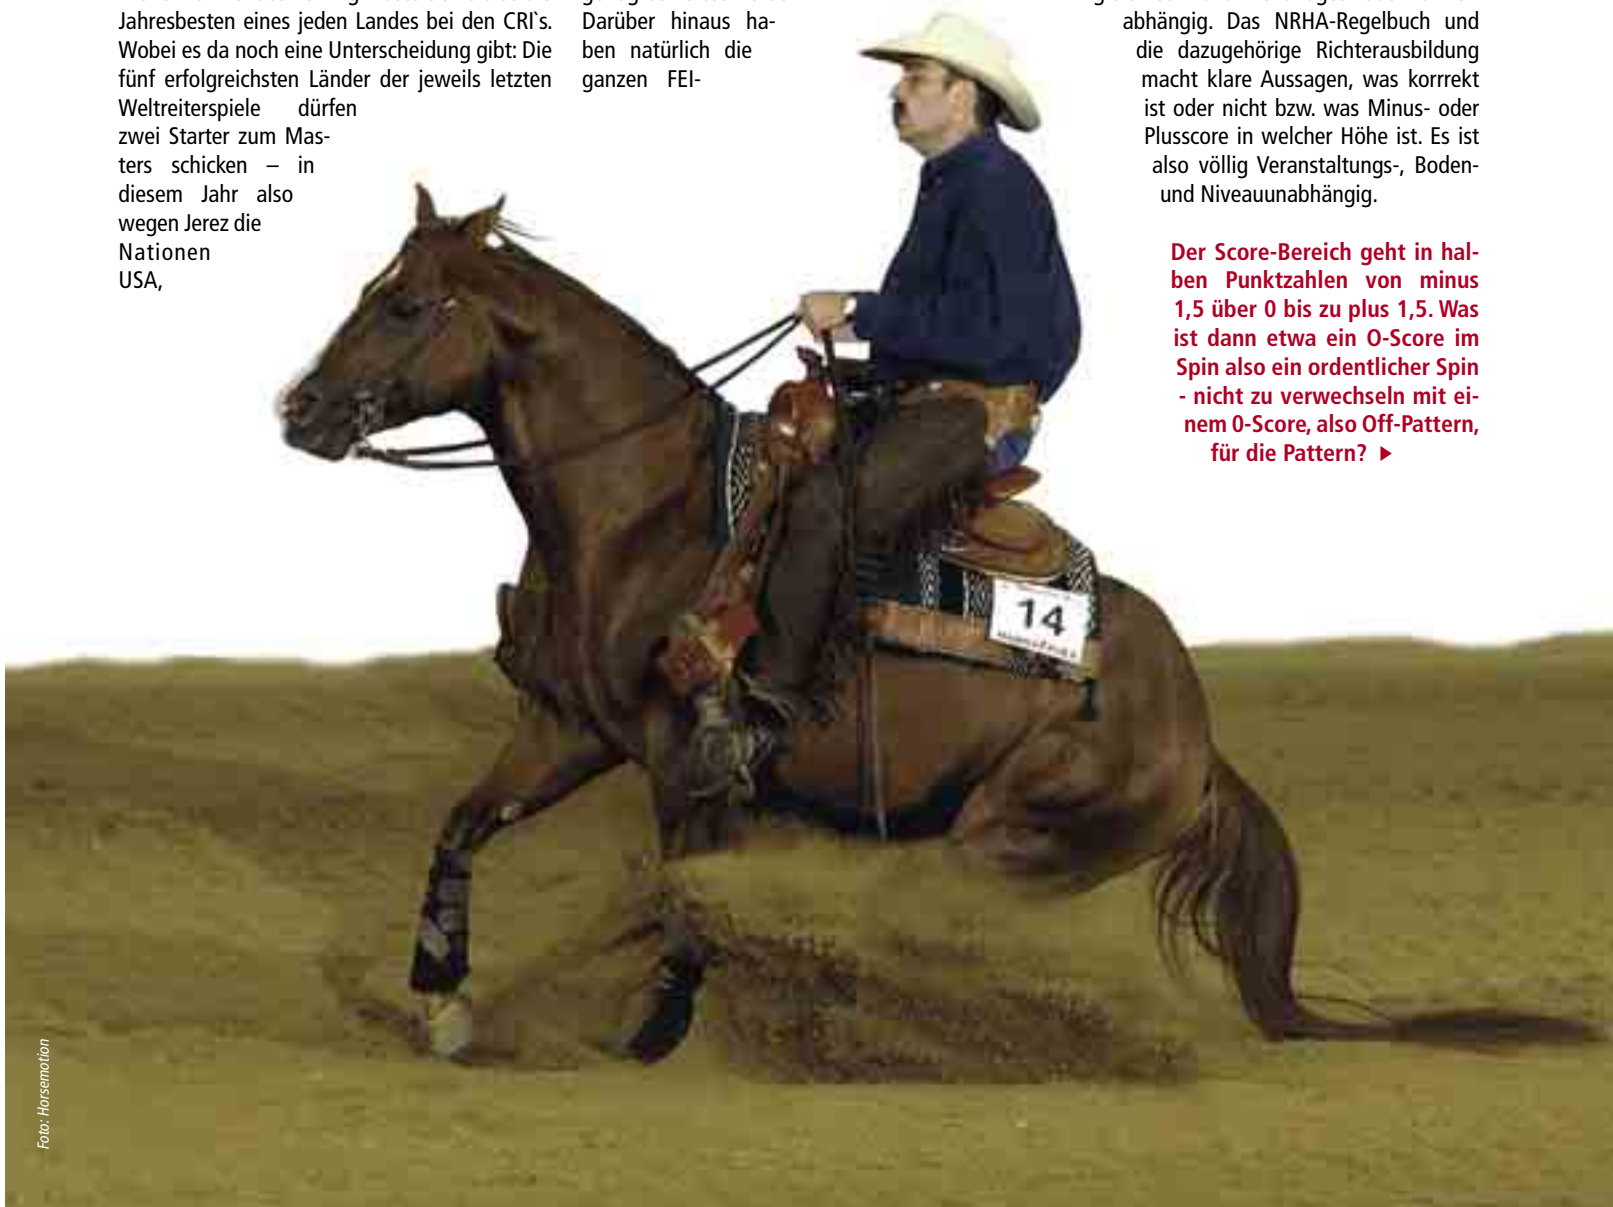 Jahresbesten eines jeden Landes bei den CRI`s.
Wobei es da noch eine Unterscheidung gibt: Die
fünf erfolgreichsten Länder der jeweils letzten
Weltreiterspiele dürfen
zwei Starter zum Mas-
ters schicken – in
diesem Jahr also
wegen Jerez die
Nationen
USA,
Darüber hinaus ha-
ben natürlich die
ganzen FEI-
abhängig. Das NRHA-Regelbuch und
die dazugehörige Richterausbildung
macht klare Aussagen, was korrrekt
ist oder nicht bzw. was Minus- oder
Plusscore in welcher Höhe ist. Es ist
also völlig Veranstaltungs-, Boden-
und Niveauunabhängig.
Der Score-Bereich geht in hal-
ben Punktzahlen von minus
1,5 über 0 bis zu plus 1,5. Was
ist dann etwa ein O-Score im
Spin also ein ordentlicher Spin
- nicht zu verwechseln mit ei-
nem 0-Score, also Off-Pattern,
für die Pattern? ▶
14
Foto: Horsemotion